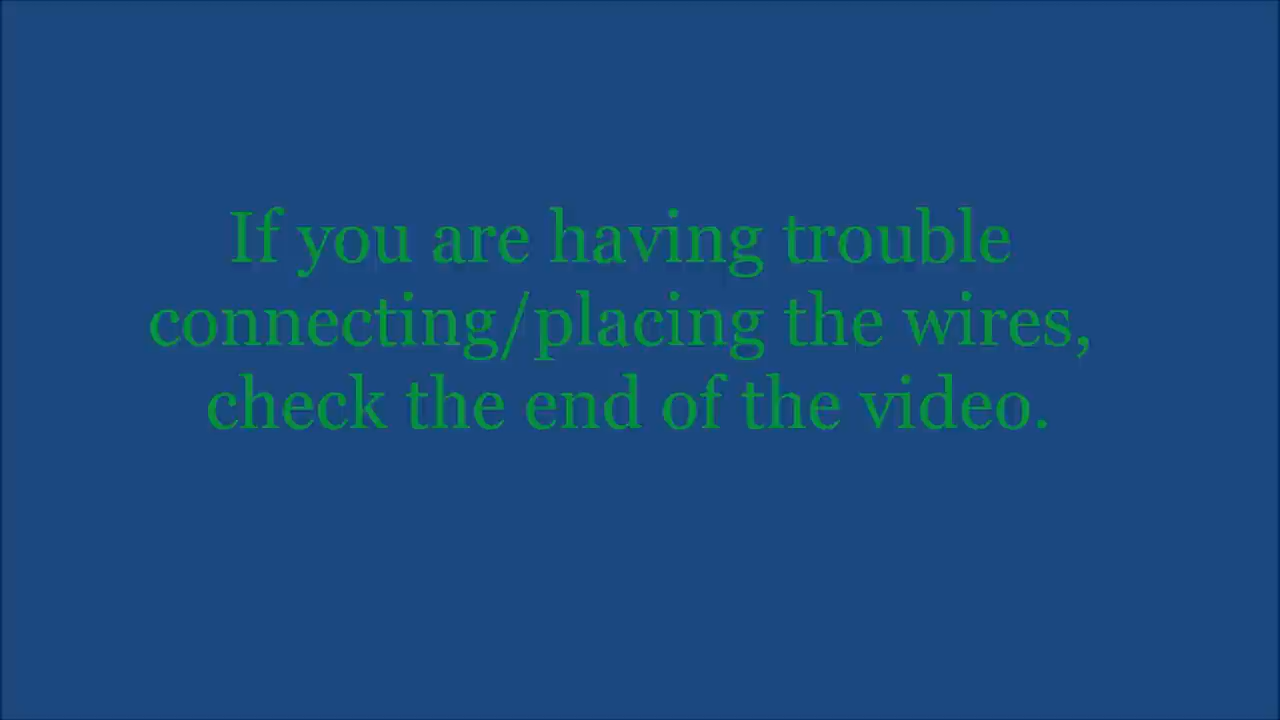 If you are having trouble
connecting/placing the wires,
check the end of the video.